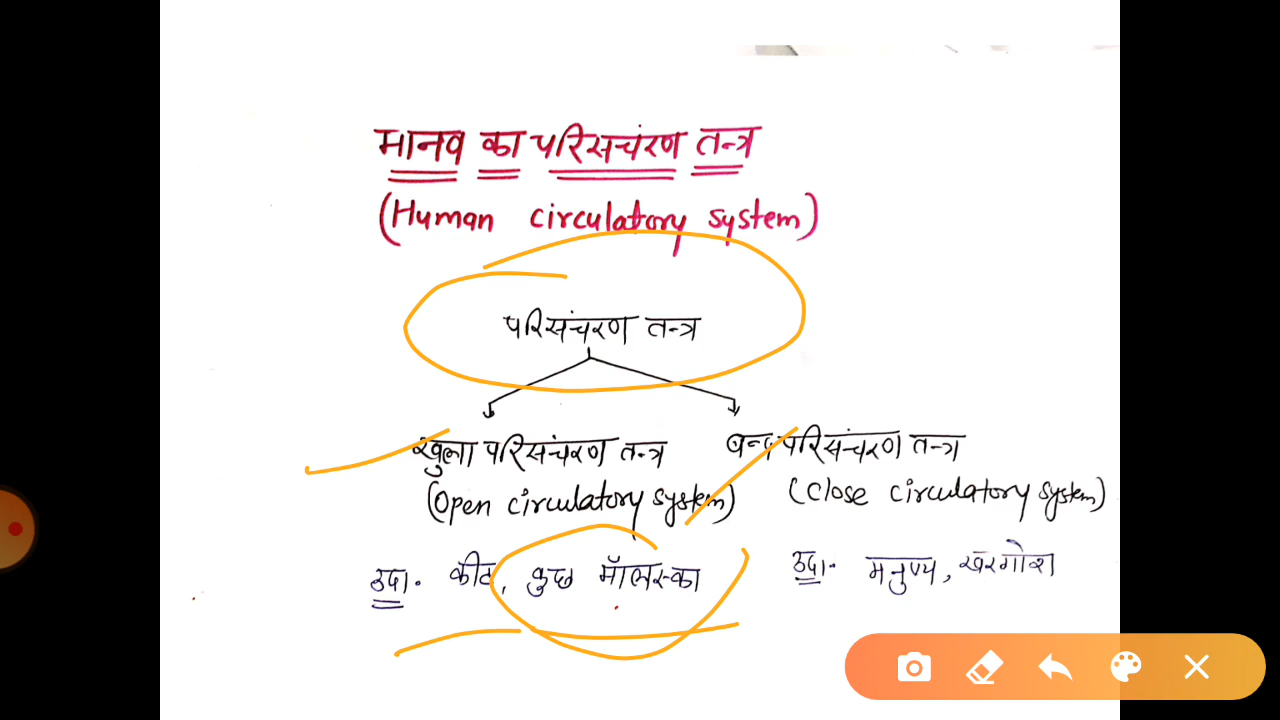 मानव का परिसचंरण तन्त्र
(Human circulatory system)
परिसंचरण तन्त्र
खुला परिसंचरण तन्त्र बन्द परिसंचरण तन्त्र
(Open circulatory system) (Close circulatory system)
उदा. कीट, कुछ मॉलस्का उदा. मनुष्य, खरगोश